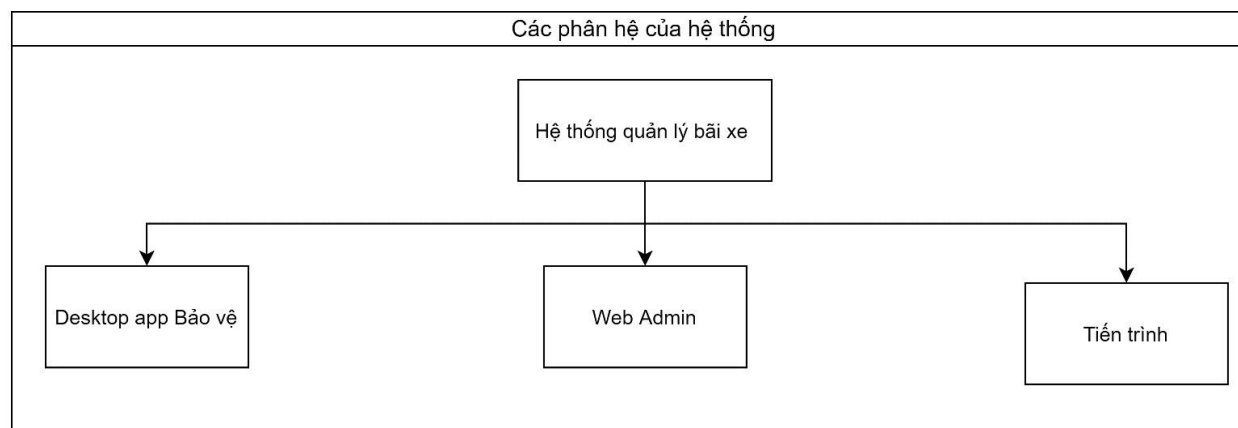 Các phân hệ của hệ thống
Hệ thống quản lý bãi xe
Desktop app Bảo vệ
Web Admin
Tiến trình